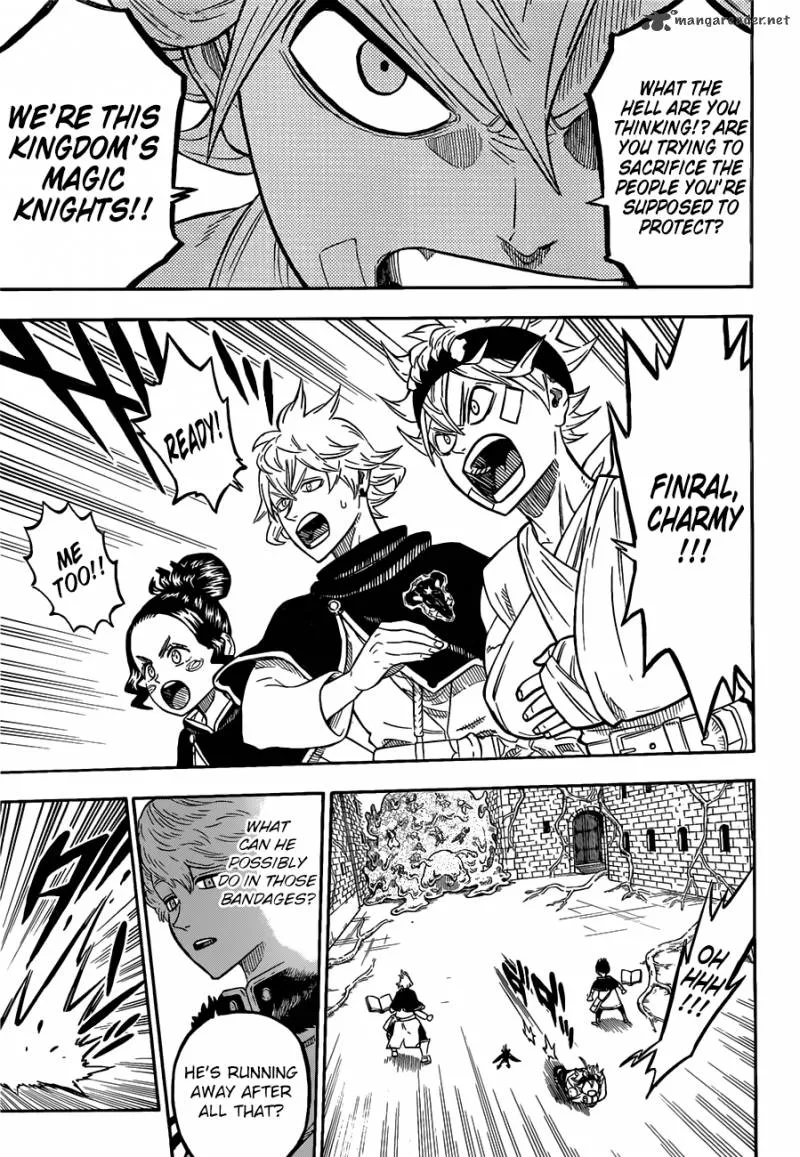 mangareader.net
WHAT THE
HELL ARE YOU
THINKING!? ARE
YOU TRYING TO
SACRIFICE THE
PEOPLE YOU'RE
SUPPOSED TO
PROTECT?
WE'RE THIS
KINGDOM'S
MAGIC
KNIGHTS!!
FINRAL,
CHARMY
!!!
READY!
ME
TOO!!
OH
HHH
!!!!
WHAT
CAN HE
POSSIBLY
DO IN THOSE
BANDAGES?
HE'S RUNNING
AWAY AFTER
ALL THAT?